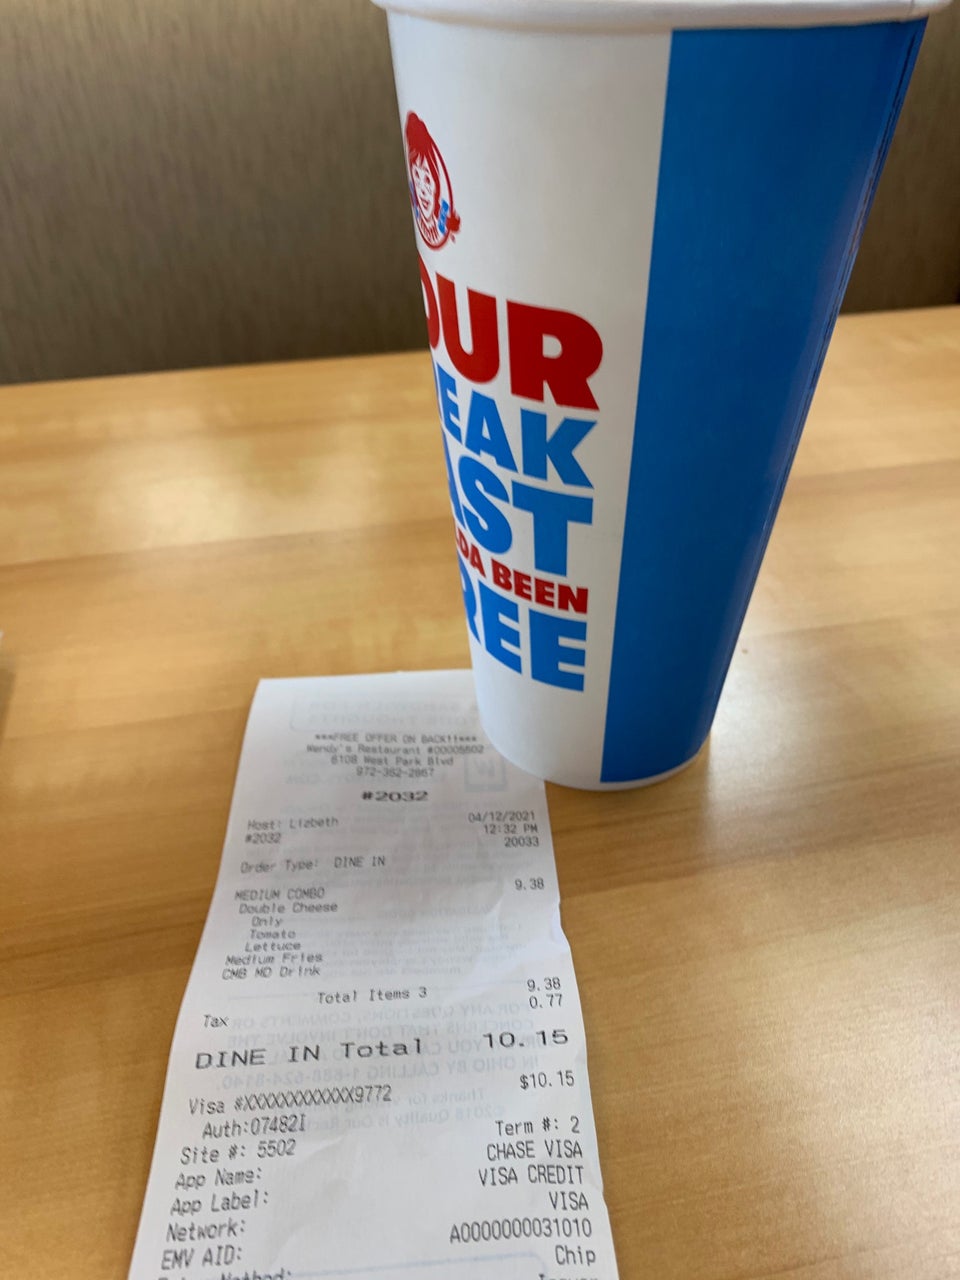 OUR
EAK
AST
DA BEEN
REE
***FREE OFFER ON BACK!!***
Wendy's Restaurant #00005502
6108 West Park Blvd
972-362-2867
#2032
Host: Lizbeth 04/12/2021
#2032 12:32 PM
20033
Order Type: DINE IN
MEDIUM COMBO 9.38
Double Cheese
Only
Tomato
Lettuce
Medium Fries
CMB MD Drink
Total Items 3 9.38
Tax 0.77
DINE IN Total 10.15
Visa #XXXXXXXXXXXX9772 $10.15
Auth:07482I
Site #: 5502 Term #: 2
App Name: CHASE VISA
App Label: VISA CREDIT
Network: VISA
EMV AID: A0000000031010
Chip